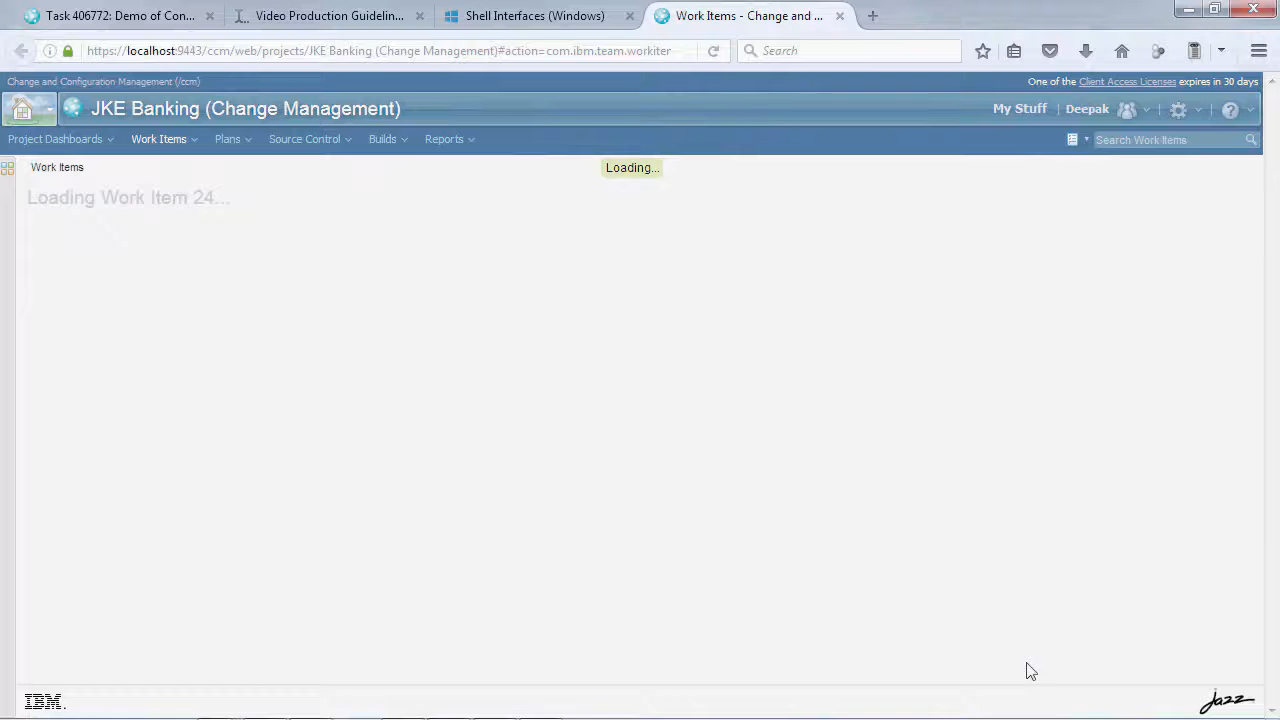 Task 406772: Demo of Con...
Video Production Guidelin...
Shell Interfaces (Windows)
Work Items - Change and ...
https://localhost:9443/ccm/web/projects/JKE Banking (Change Management)#action=com.ibm.team.workiter
Search
Change and Configuration Management (/ccm)
One of the Client Access Licenses expires in 30 days
JKE Banking (Change Management)
My Stuff
Deepak
Project Dashboards
Work Items
Plans
Source Control
Builds
Reports
Search Work Items
Work Items
Loading...
Loading Work Item 24...
IBM.
jazz